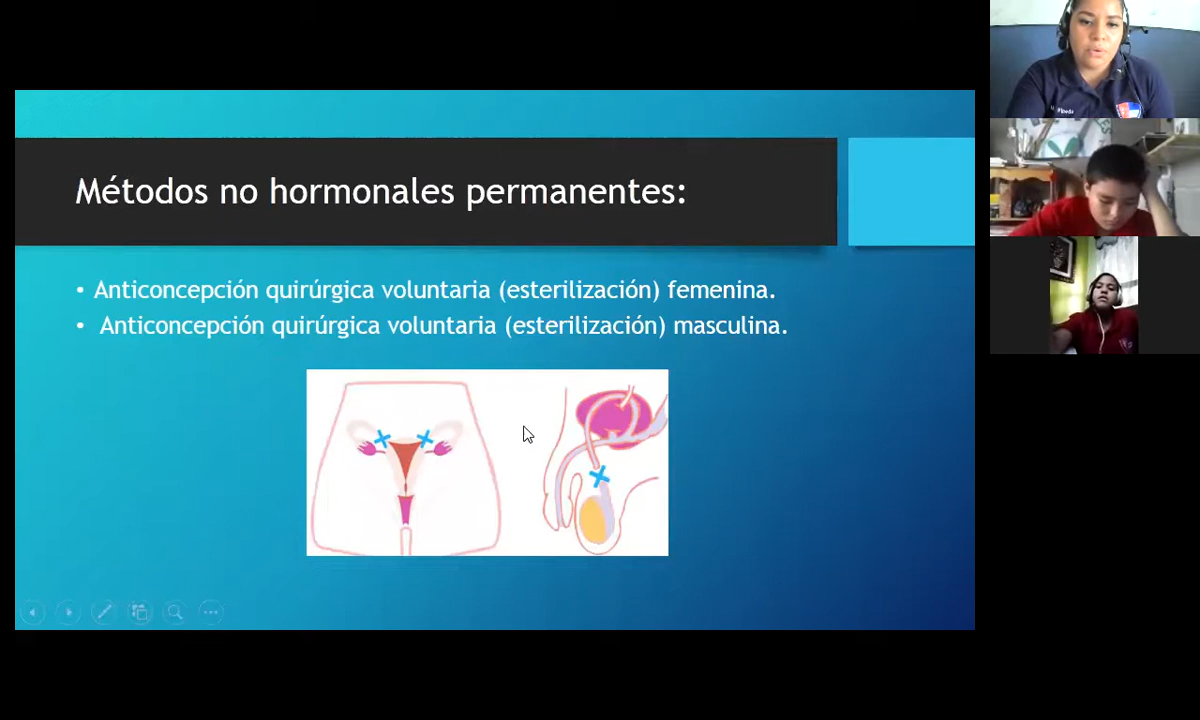 Métodos no hormonales permanentes:
• Anticoncepción quirúrgica voluntaria (esterilización) femenina.
• Anticoncepción quirúrgica voluntaria (esterilización) masculina.